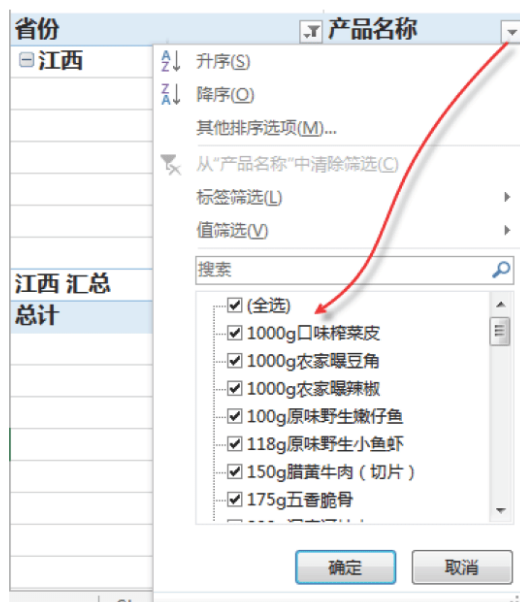 省份 产品名称
江西
升序(S)
降序(O)
其他排序选项(M)...
从"产品名称"中清除筛选(C)
标签筛选(L)
值筛选(V)
搜索
江西 汇总
(全选)
总计
1000g口味榨菜皮
1000g农家曝豆角
1000g农家曝辣椒
100g原味野生嫩仔鱼
118g原味野生小鱼虾
150g腊黄牛肉（切片）
175g五香脆骨
确定 取消